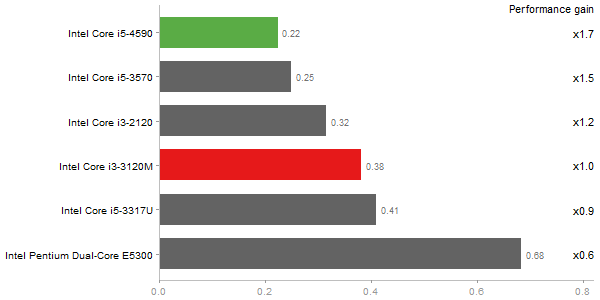 Performance gain
Intel Core i5-4590 0.22 x1.7
Intel Core i5-3570 0.25 x1.5
Intel Core i3-2120 0.32 x1.2
Intel Core i3-3120M 0.38 x1.0
Intel Core i5-3317U 0.41 x0.9
Intel Pentium Dual-Core E5300 0.68 x0.6
0.0 0.2 0.4 0.6 0.8